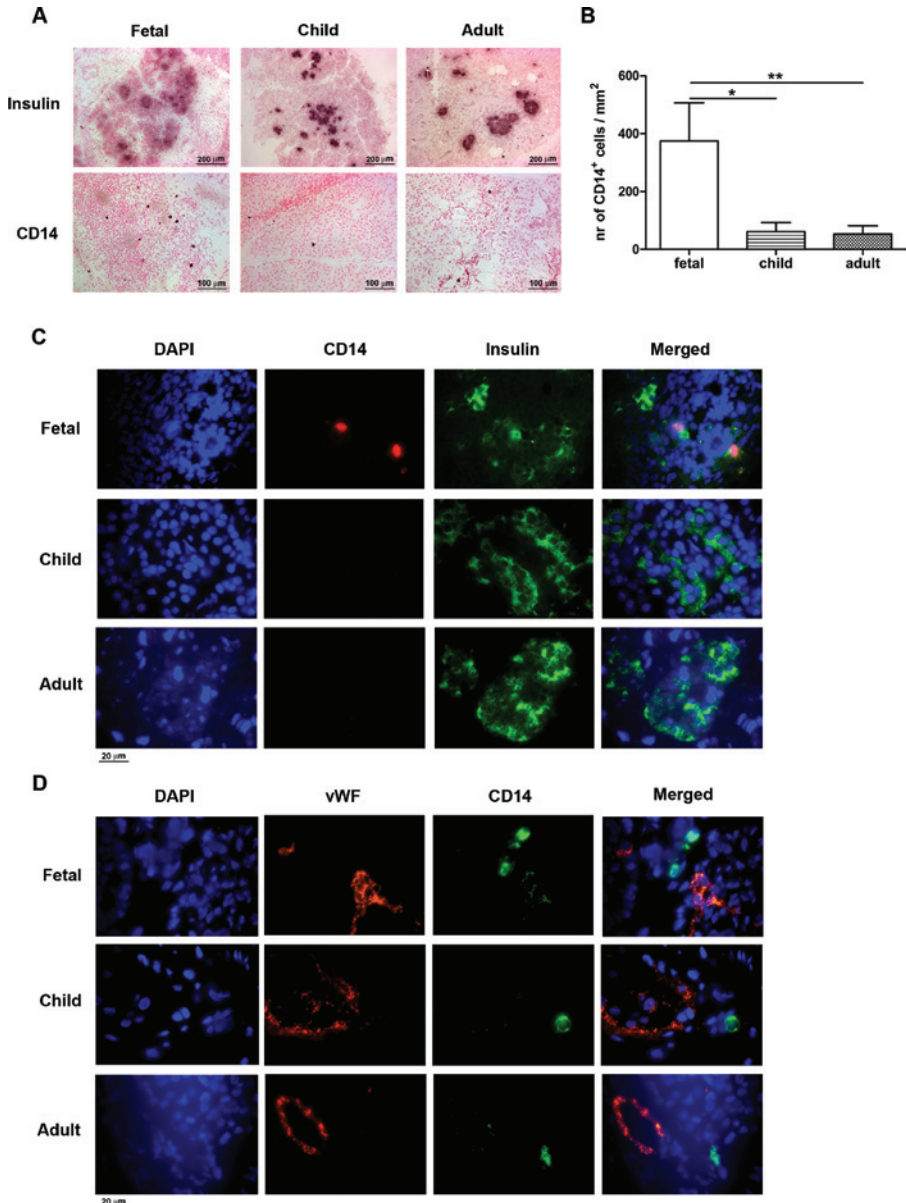 A
Fetal Child Adult
Insulin
200 µm 200 µm 200 µm
CD14
100 µm 100 µm 100 µm
B
nr of CD14⁺ cells / mm²
600
400
200
0
**
*
fetal child adult
C
DAPI CD14 Insulin Merged
Fetal
Child
Adult
20 µm
D
DAPI vWF CD14 Merged
Fetal
Child
Adult
20 µm